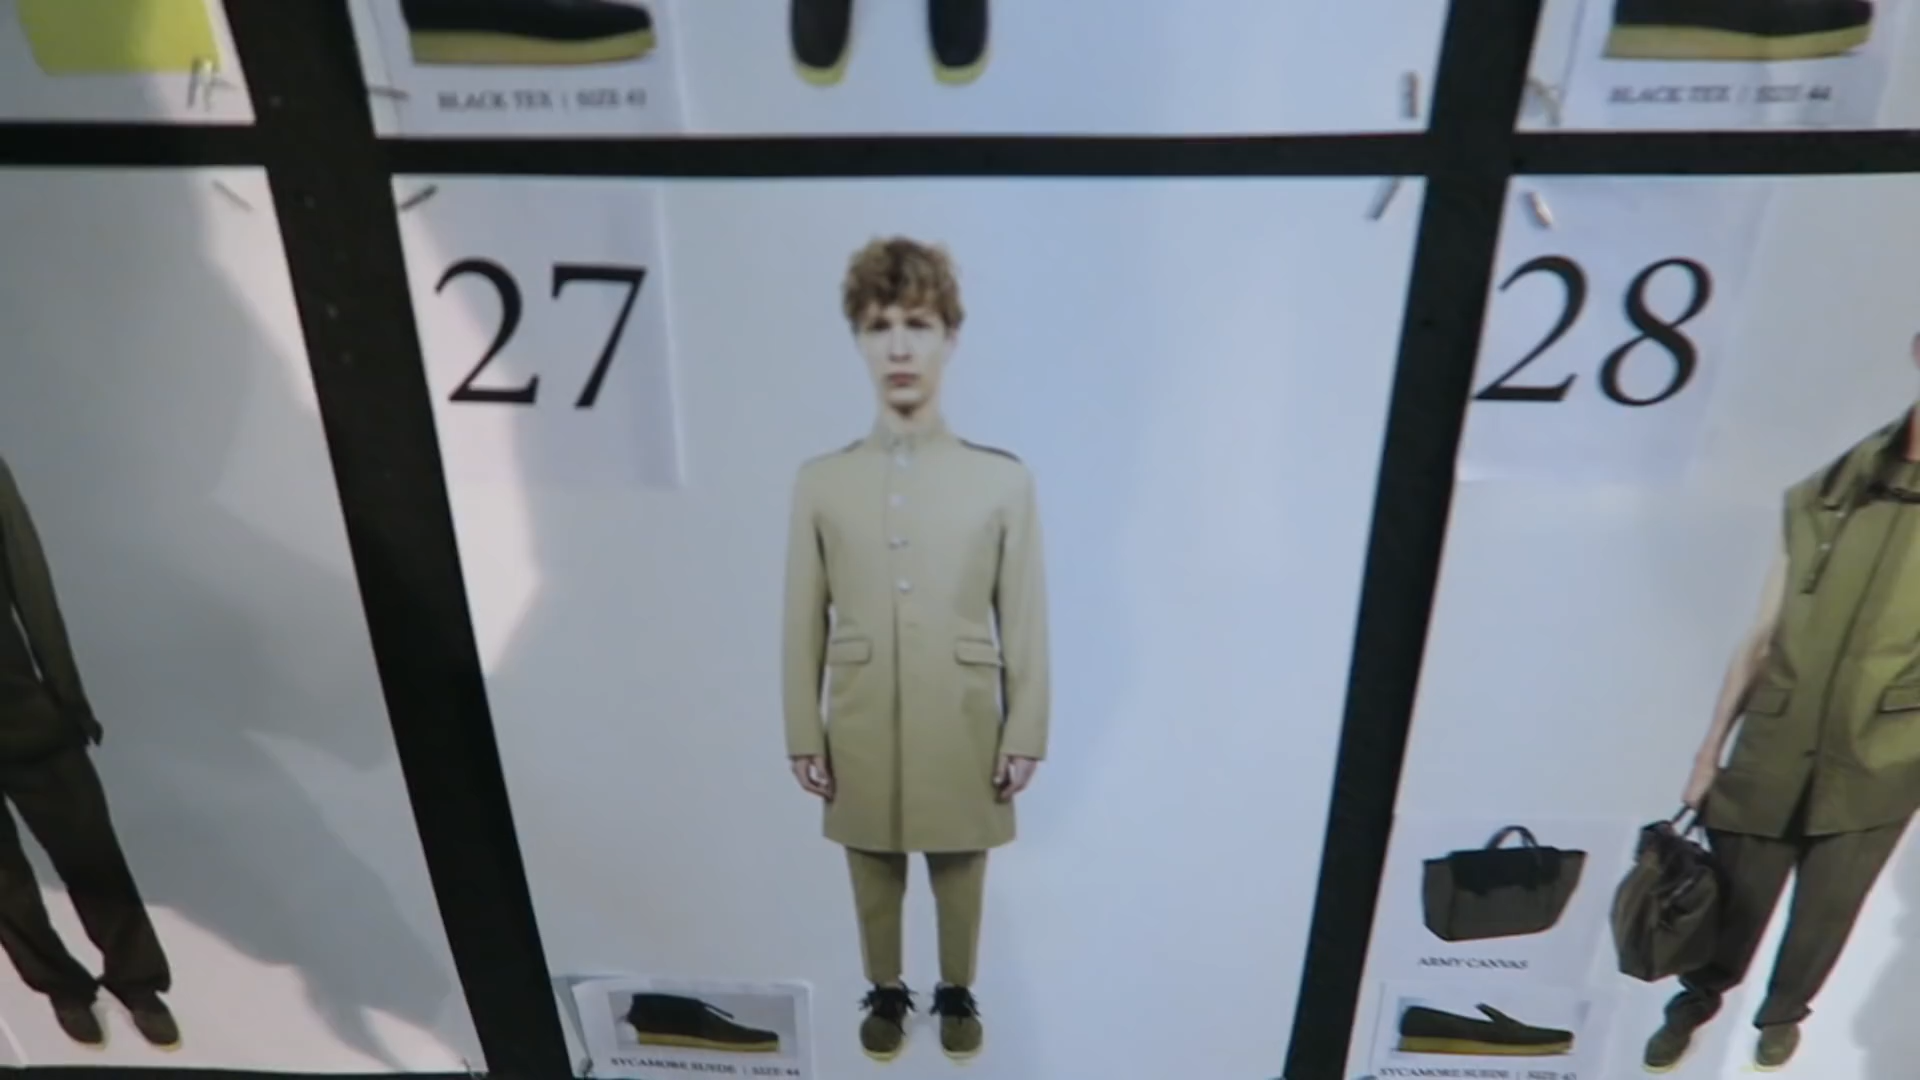 BLACK TEX | SIZE 43
BLACK TEX | SIZE 44
27
28
ARMY CANVAS
SYCAMORE SUEDE | SIZE 44
SYCAMORE SUEDE | SIZE 43